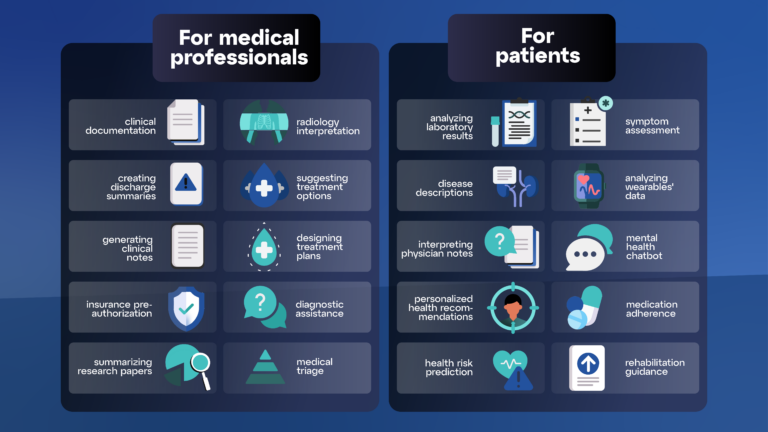 For medical
professionals
clinical
documentation
radiology
interpretation
creating
discharge
summaries
suggesting
treatment
options
generating
clinical
notes
designing
treatment
plans
insurance pre-
authorization
?
diagnostic
assistance
summarizing
research papers
medical
triage
For
patients
analyzing
laboratory
results
symptom
assessment
disease
descriptions
analyzing
wearables'
data
interpreting
physician notes
?
mental
health
chatbot
personalized
health recom-
mendations
medication
adherence
health risk
prediction
rehabilitation
guidance